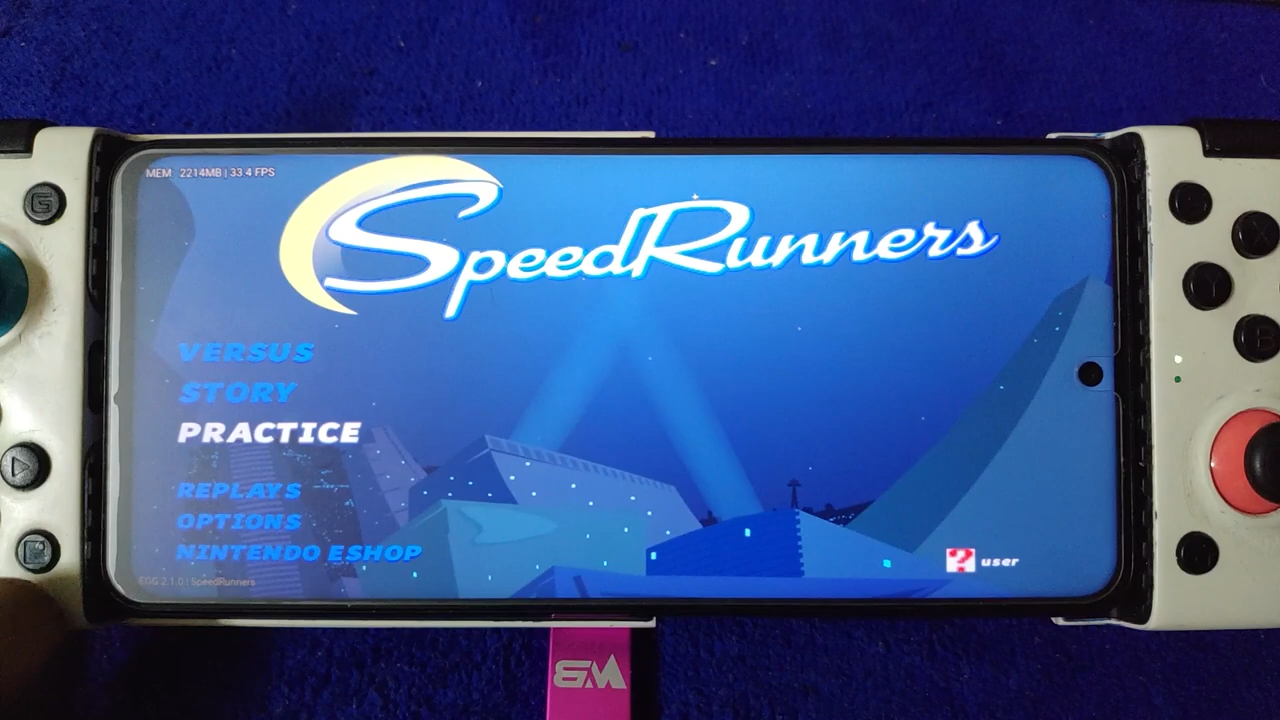 MEM 2214MB | 33.4 FPS
SpeedRunners
VERSUS
STORY
PRACTICE
REPLAYS
OPTIONS
NINTENDO ESHOP
? user
EGG 2.1.0 | SpeedRunners
G
X
Y
B